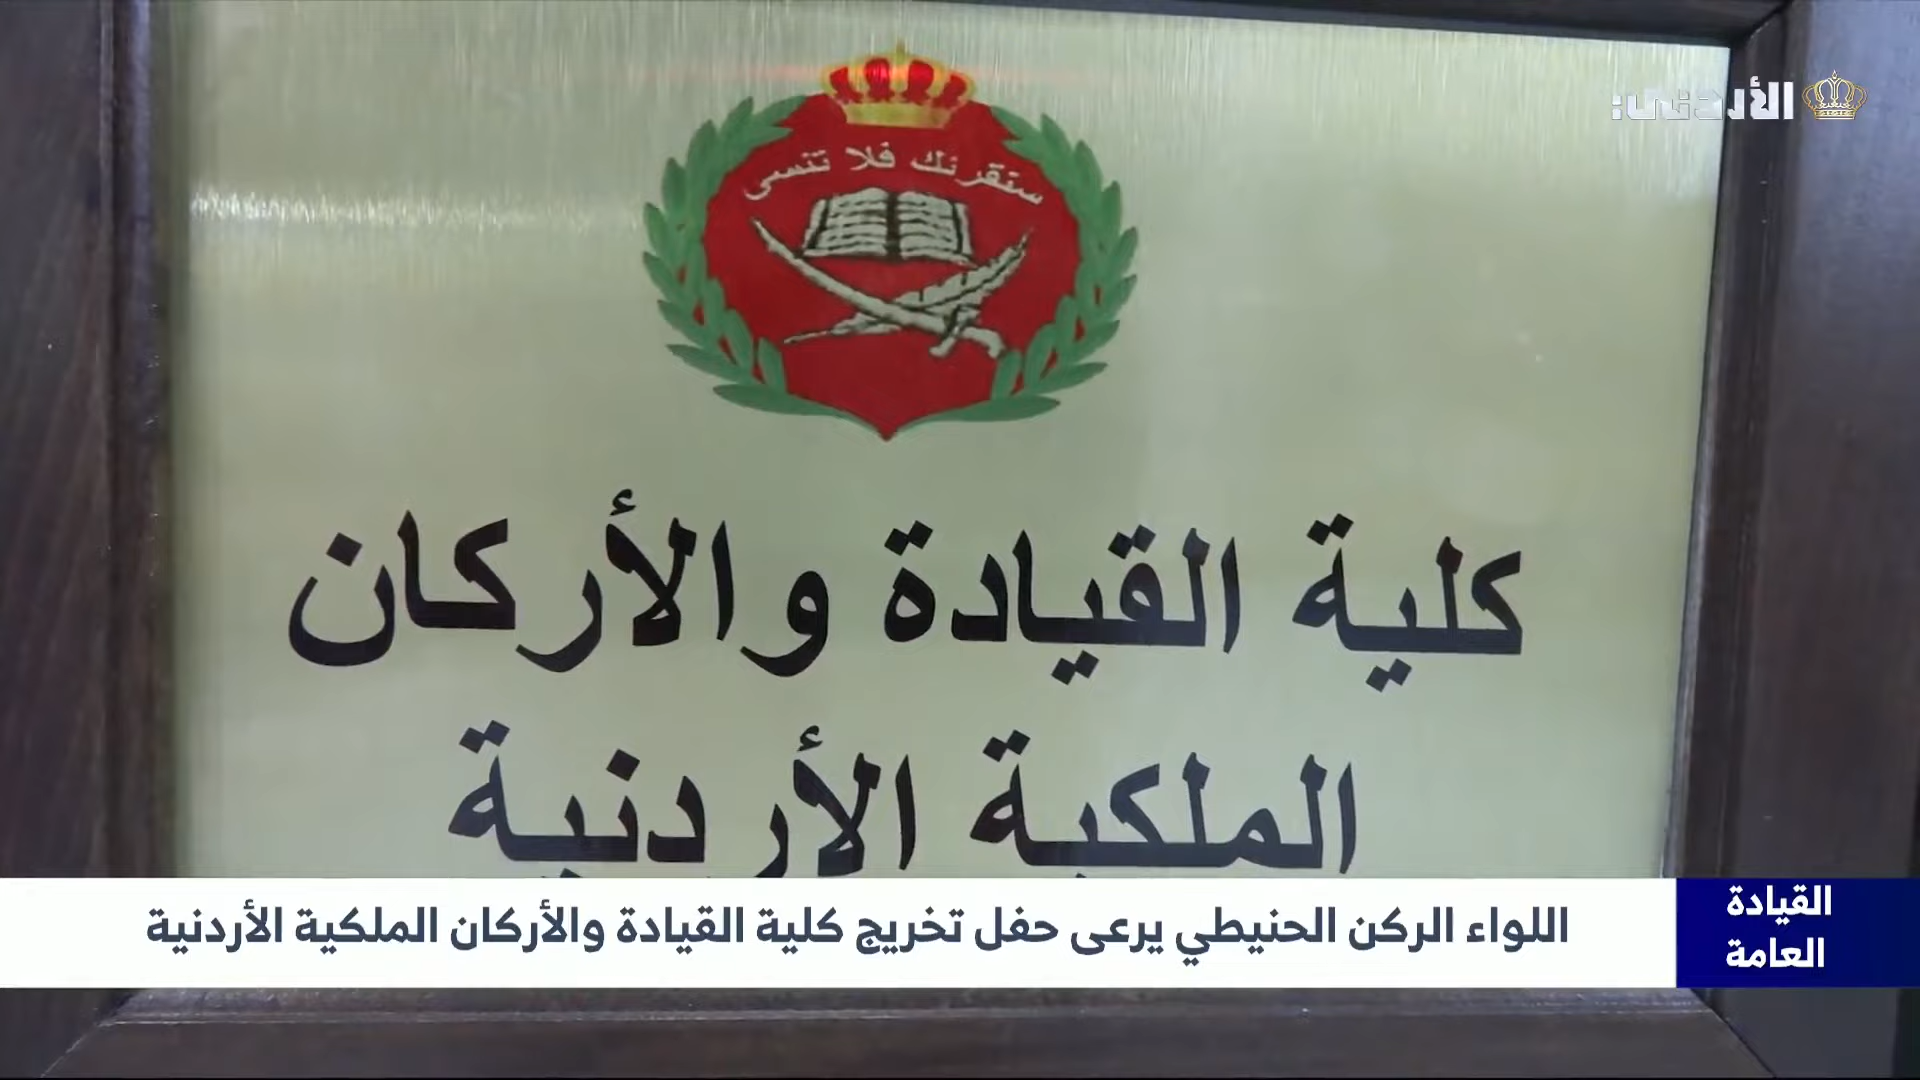 الأردني:
سنقرئك فلا تنسى
كلية القيادة والأركان
الملكية الأردنية
القيادة
العامة
اللواء الركن الحنيطي يرعى حفل تخريج كلية القيادة والأركان الملكية الأردنية